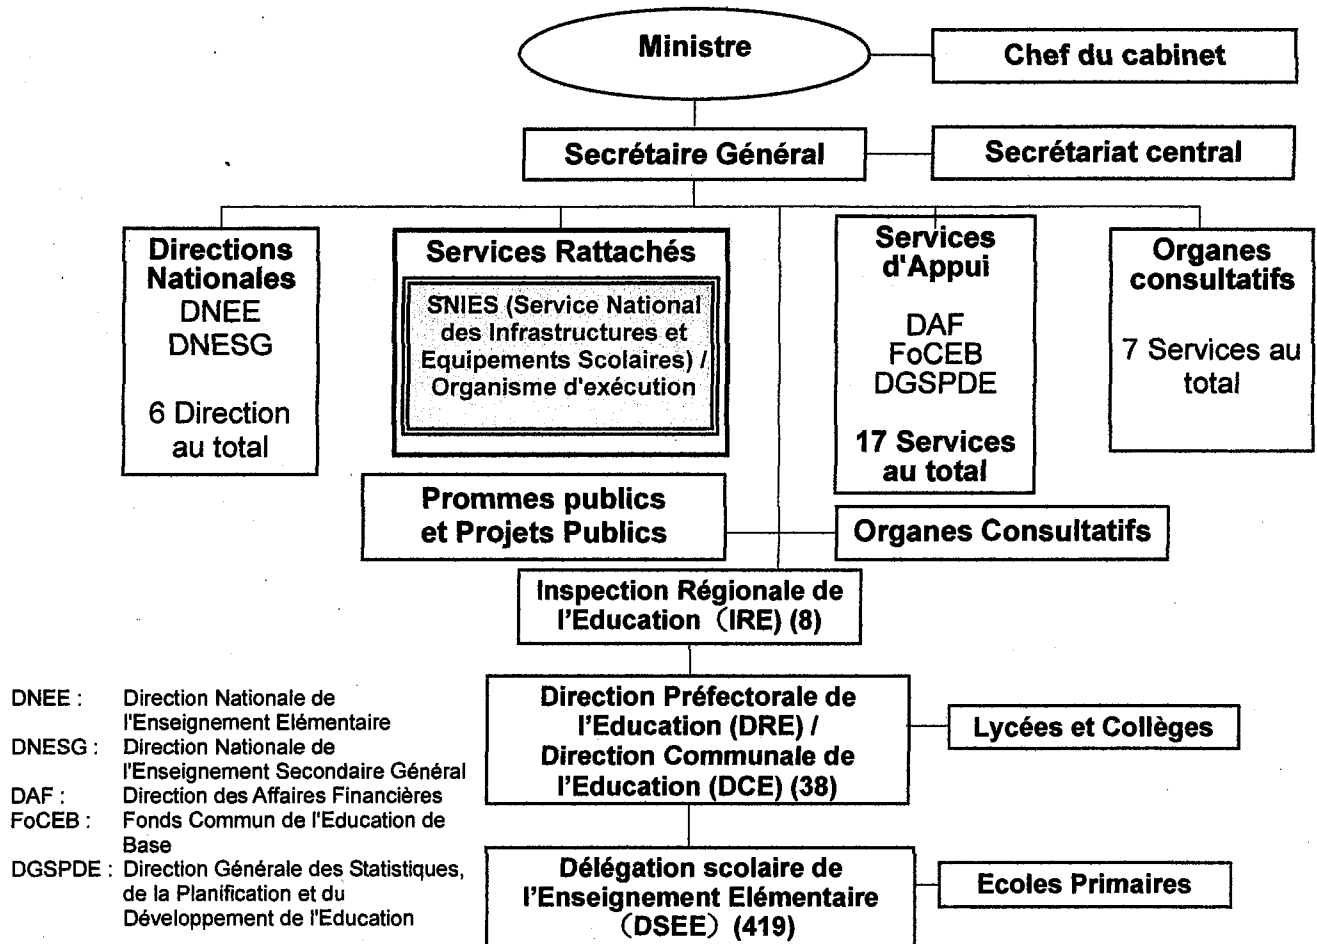 Ministre
Chef du cabinet
Secrétaire Général
Secrétariat central
Directions
Nationales
DNEE
DNESG
6 Direction
au total
Services Rattachés
SNIES (Service National
des Infrastructures et
Equipements Scolaires) /
Organisme d'exécution
Services
d'Appui
DAF
FoCEB
DGSPDE
17 Services
au total
Organes
consultatifs
7 Services au
total
Prommes publics
et Projets Publics
Organes Consultatifs
Inspection Régionale de
l'Education (IRE) (8)
Direction Préfectorale de
l'Education (DRE) /
Direction Communale de
l'Education (DCE) (38)
Lycées et Collèges
Délégation scolaire de
l'Enseignement Elémentaire
(DSEE) (419)
Ecoles Primaires
DNEE : Direction Nationale de
l'Enseignement Elémentaire
DNESG : Direction Nationale de
l'Enseignement Secondaire Général
DAF : Direction des Affaires Financières
FoCEB : Fonds Commun de l'Education de
Base
DGSPDE : Direction Générale des Statistiques,
de la Planification et du
Développement de l'Education